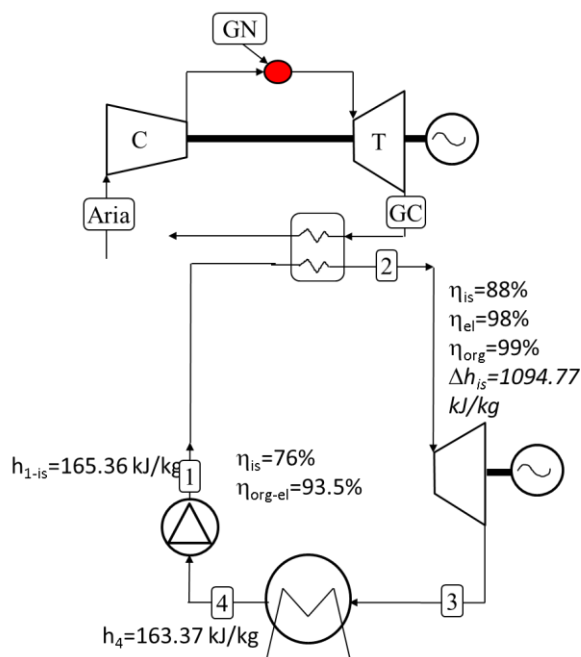 GN
C
T
Aria
GC
2
ηis=88%
ηel=98%
ηorg=99%
Δhis=1094.77
kJ/kg
h1-is=165.36 kJ/kg
1
ηis=76%
ηorg-el=93.5%
4
3
h4=163.37 kJ/kg